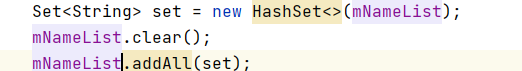 Set<String> set = new HashSet<>(mNameList);
mNameList.clear();
mNameList.addAll(set);